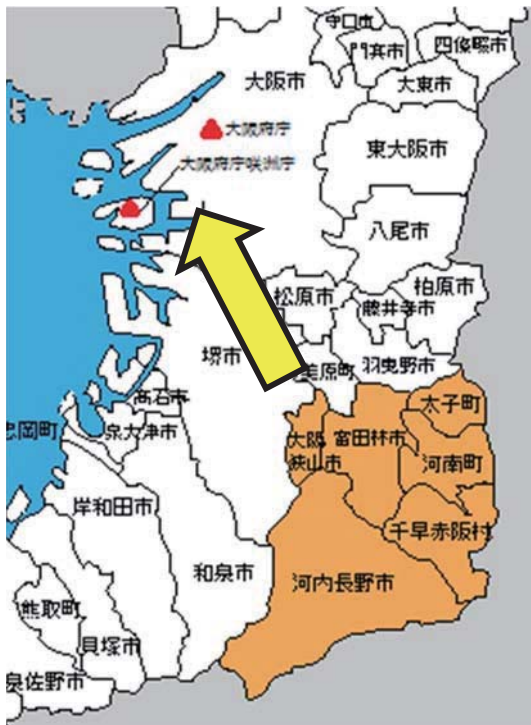 守口市
門真市
四條畷市
大阪市
大東市
大阪府庁
東大阪市
大阪府庁咲洲庁
八尾市
松原市
柏原市
藤井寺市
堺市
美原町
羽曳野市
高石市
太子町
忠岡町
泉大津市
大阪
狭山市
富田林市
河南町
岸和田市
千早赤阪村
和泉市
河内長野市
熊取町
貝塚市
泉佐野市